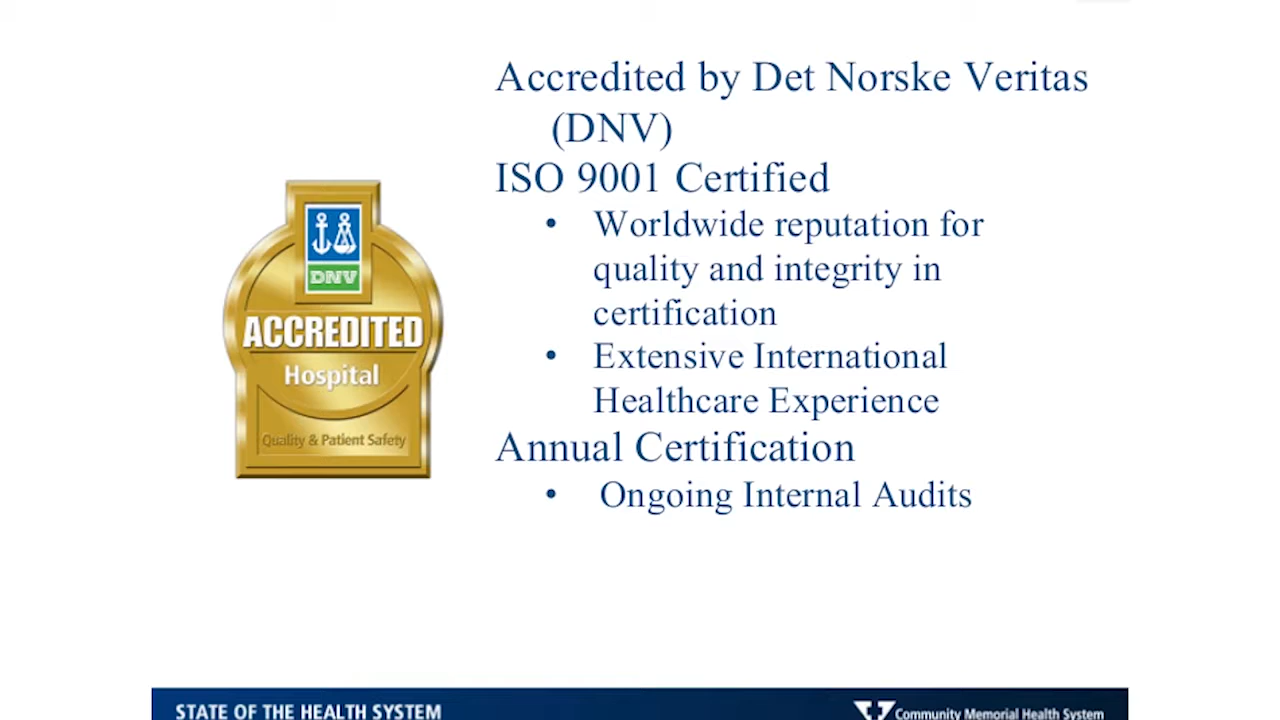 Accredited by Det Norske Veritas
(DNV)
ISO 9001 Certified
• Worldwide reputation for
quality and integrity in
certification
• Extensive International
Healthcare Experience
Annual Certification
• Ongoing Internal Audits
DNV
ACCREDITED
Hospital
Quality & Patient Safety
STATE OF THE HEALTH SYSTEM
Community Memorial Health System